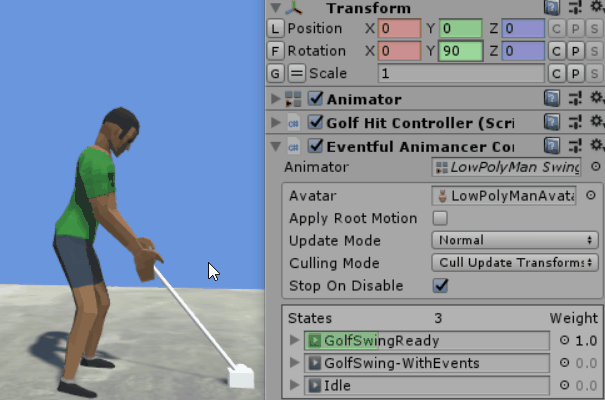 Transform
L Position X 0 Y 0 Z 0 C P S
F Rotation X 0 Y 90 Z 0 C P S
G = Scale 1 C P S
Animator
c# Golf Hit Controller (Scri
c# Eventful Animancer Co
Animator LowPolyMan Swing
Avatar LowPolyManAvata
Apply Root Motion
Update Mode Normal
Culling Mode Cull Update Transforms
Stop On Disable
States 3 Weight
GolfSwingReady 1.0
GolfSwing-WithEvents 0.0
Idle 0.0